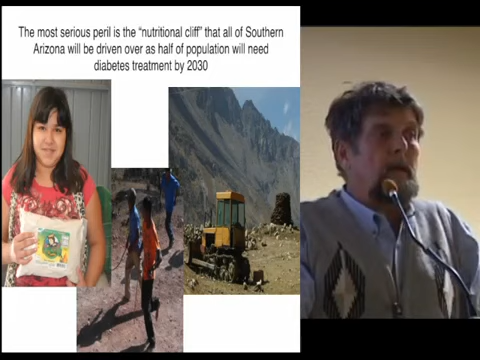 The most serious peril is the “nutritional cliff” that all of Southern
Arizona will be driven over as half of population will need
diabetes treatment by 2030